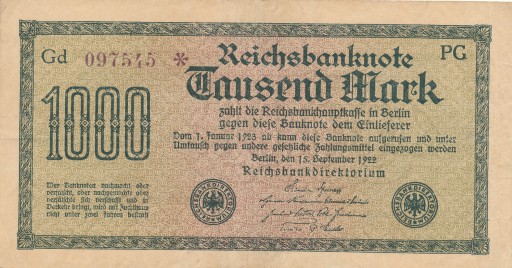 Reichsbanknote
Gd 097545 * PG
Tausend Mark
1000
zahlt die Reichsbankhauptkasse in Berlin
gegen diese Banknote dem Einlieferer
Vom 1. Januar 1923 ab kann diese Banknote aufgerufen und unter
Umtausch gegen andere gesetzliche Zahlungsmittel eingezogen werden
Berlin, den 15. September 1922
Reichsbankdirektorium
Wer Banknoten nachmacht oder
verfälscht, oder nachgemachte oder
verfälschte sich verschafft und in
Verkehr bringt, wird mit Zuchthaus
nicht unter zwei Jahren bestraft